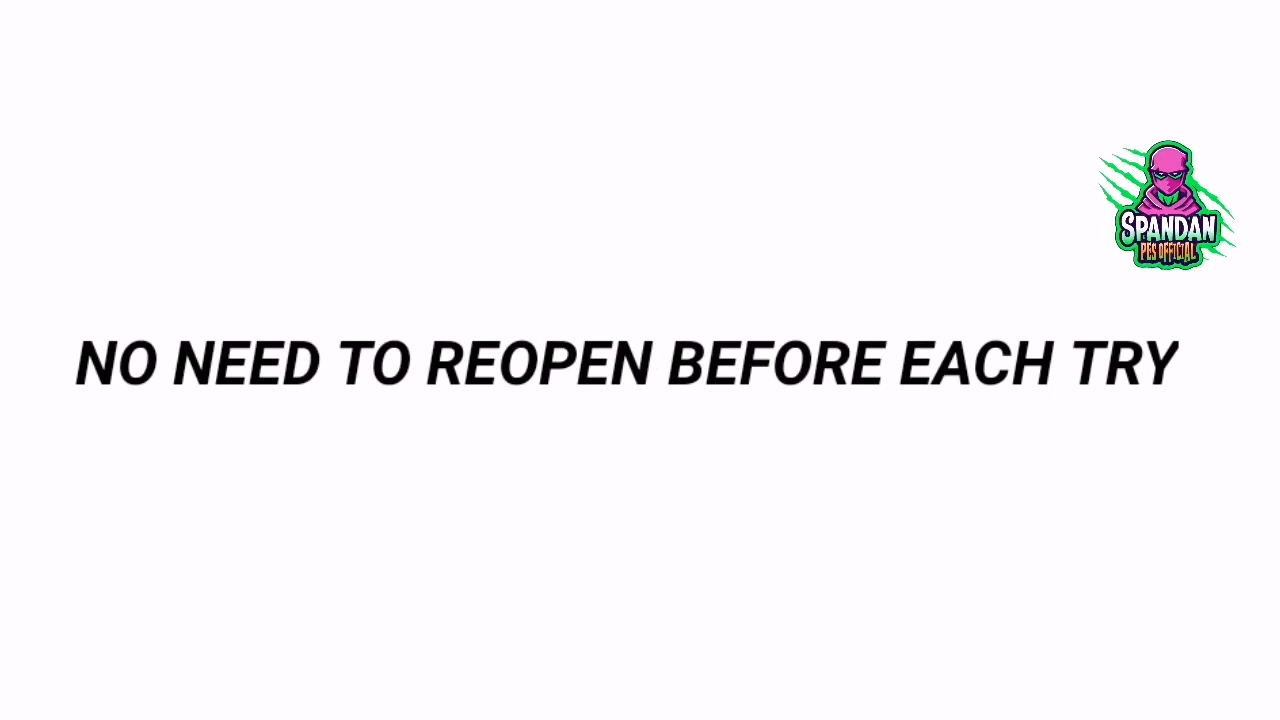 SPANDAN
PES OFFICIAL
NO NEED TO REOPEN BEFORE EACH TRY